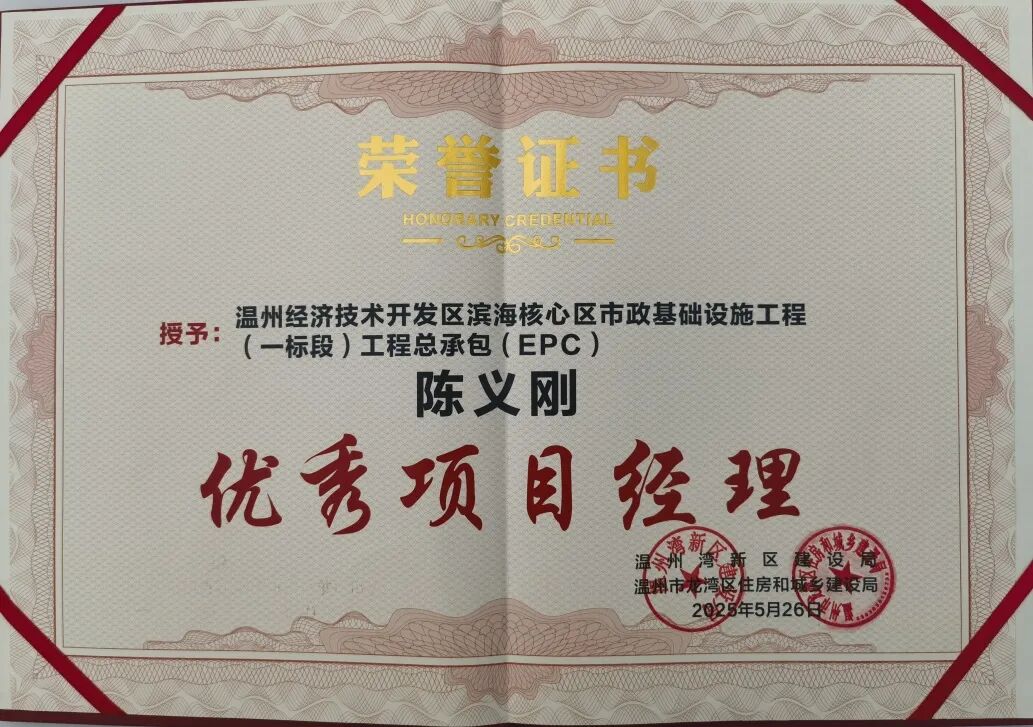 荣誉证书
HONORARY CREDENTIAL
授予：
温州经济技术开发区滨海核心区市政基础设施工程
（一标段）工程总承包（EPC）
陈义刚
优秀项目经理
温州湾新区建设局
温州市龙湾区住房和城乡建设局
2025年5月26日